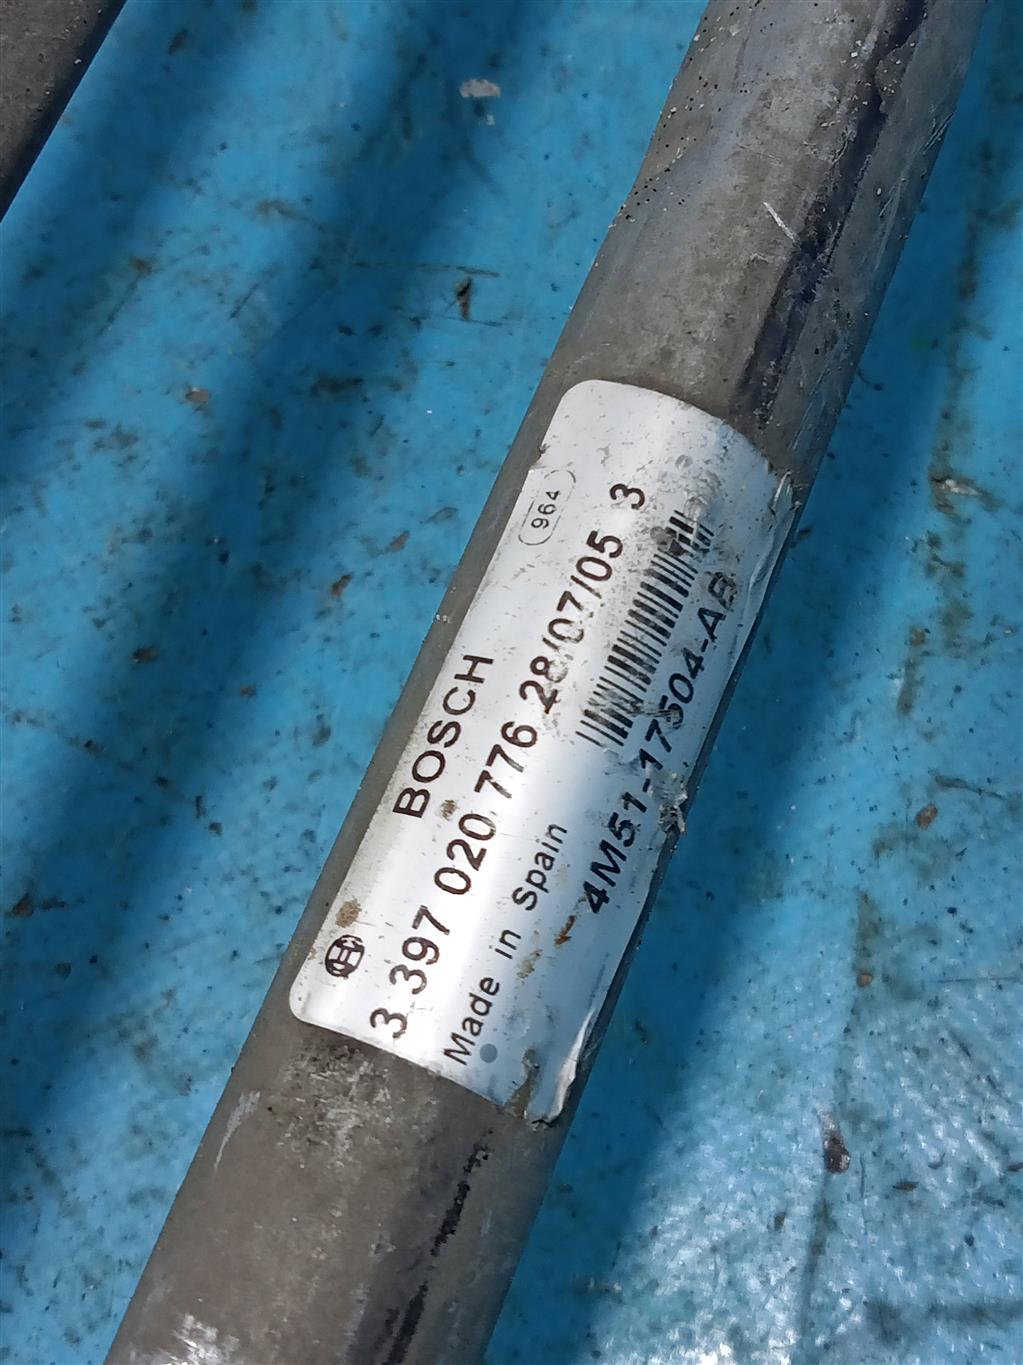 964
BOSCH
3 397 020 776 28/07/05 3
Made in Spain
4M51-17504-AB